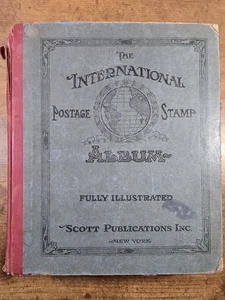 THE
INTERNATIONAL
POSTAGE STAMP
ALBUM
FULLY ILLUSTRATED
SCOTT PUBLICATIONS INC.
NEW YORK